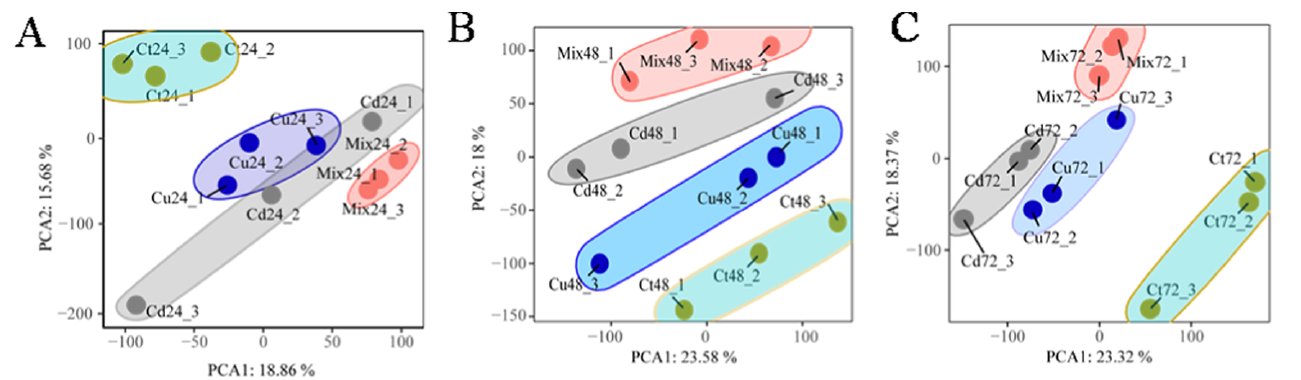 A
100
0
−100
−200
−100
−50
0
50
100
PCA2: 15.68 %
PCA1: 18.86 %
Ct24_3
Ct24_2
Ct24_1
Cd24_1
Cu24_3
Cu24_2
Mix24_2
Mix24_1
Cu24_1
Cd24_2
Mix24_3
Cd24_3
B
100
50
0
−50
−100
−150
−100
0
100
PCA2: 18 %
PCA1: 23.58 %
Mix48_1
Mix48_3
Mix48_2
Cd48_3
Cd48_1
Cu48_1
Cd48_2
Cu48_2
Ct48_3
Cu48_3
Ct48_1
Ct48_2
C
100
0
−100
−100
0
100
PCA2: 18.37 %
PCA1: 23.32 %
Mix72_2
Mix72_1
Mix72_3
Cu72_3
Cd72_2
Cd72_1
Cu72_1
Ct72_1
Ct72_2
Cu72_2
Cd72_3
Ct72_3